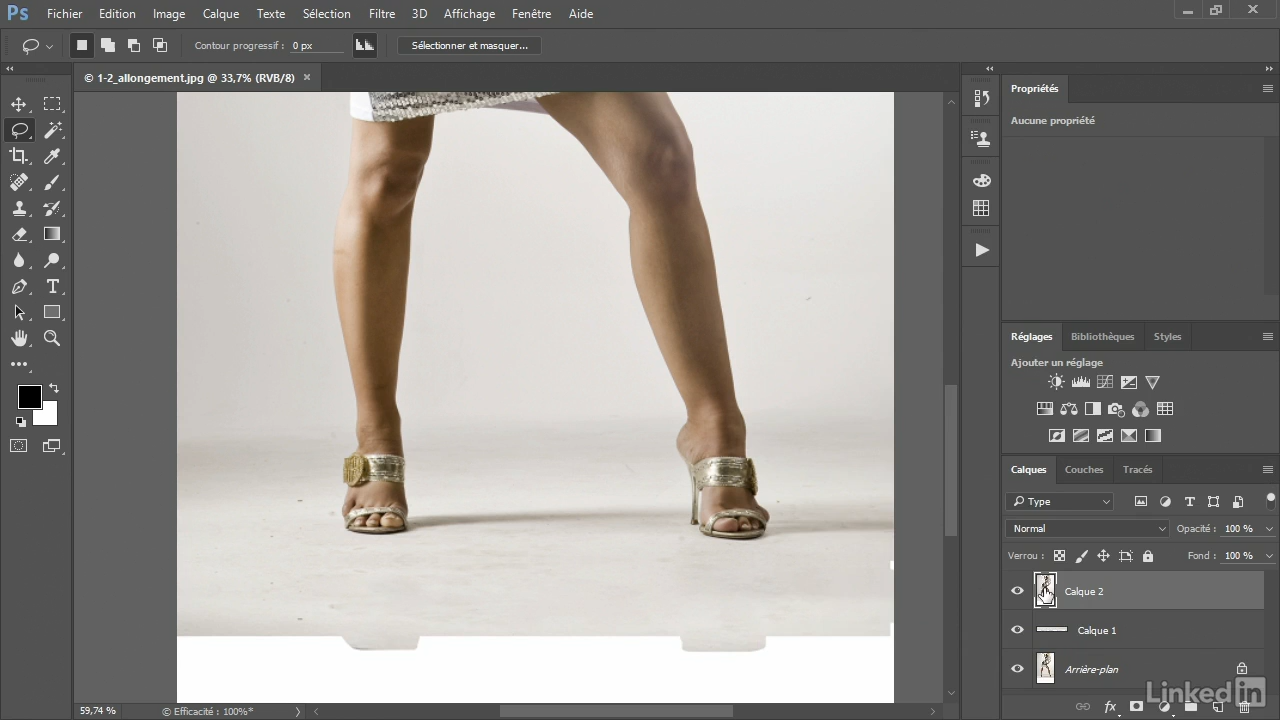 Ps Fichier Edition Image Calque Texte Sélection Filtre 3D Affichage Fenêtre Aide
Contour progressif : 0 px Sélectionner et masquer...
© 1-2_allongement.jpg @ 33,7% (RVB/8) ×
Propriétés
Aucune propriété
Réglages Bibliothèques Styles
Ajouter un réglage
Calques Couches Tracés
Type
Normal Opacité : 100 %
Verrou : Fond : 100 %
Calque 2
Calque 1
Arrière-plan
fx
59,74 % © Efficacité : 100%*
Linked in